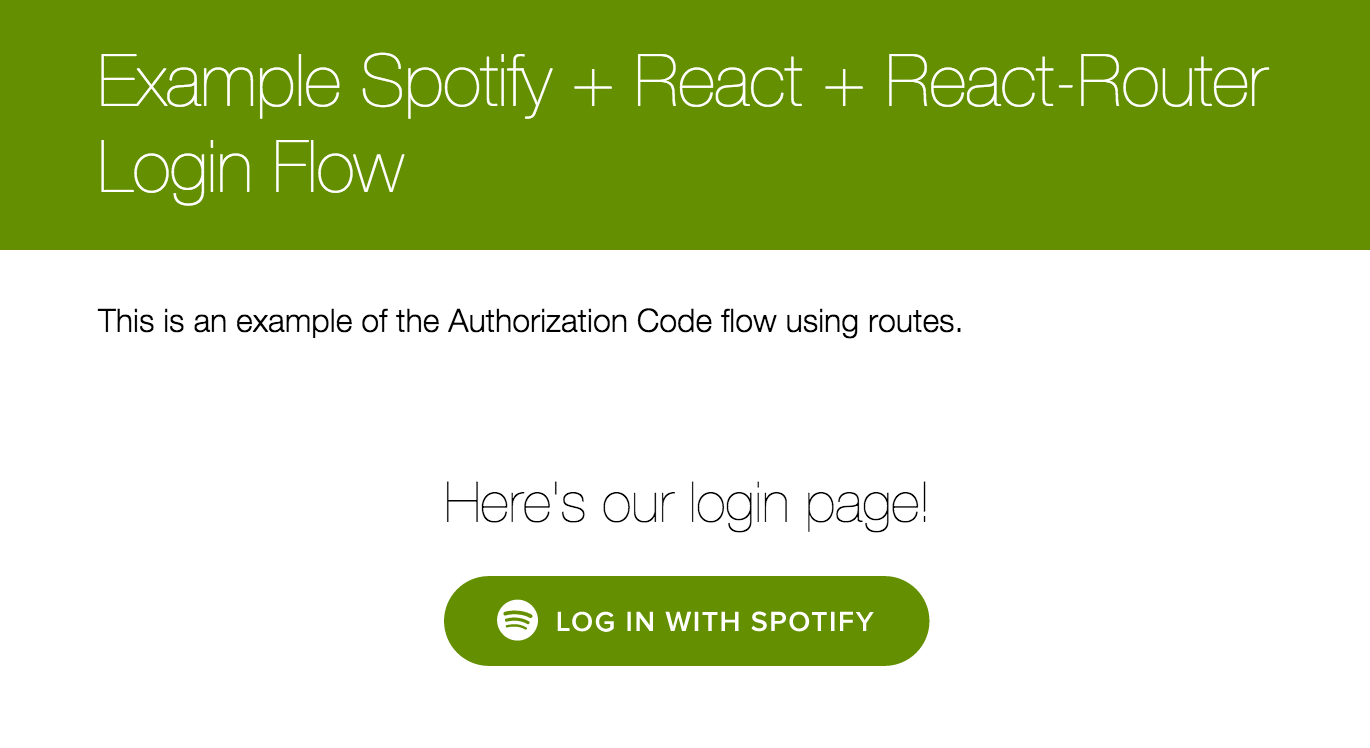 Example Spotify + React + React-Router
Login Flow
This is an example of the Authorization Code flow using routes.
Here's our login page!
LOG IN WITH SPOTIFY